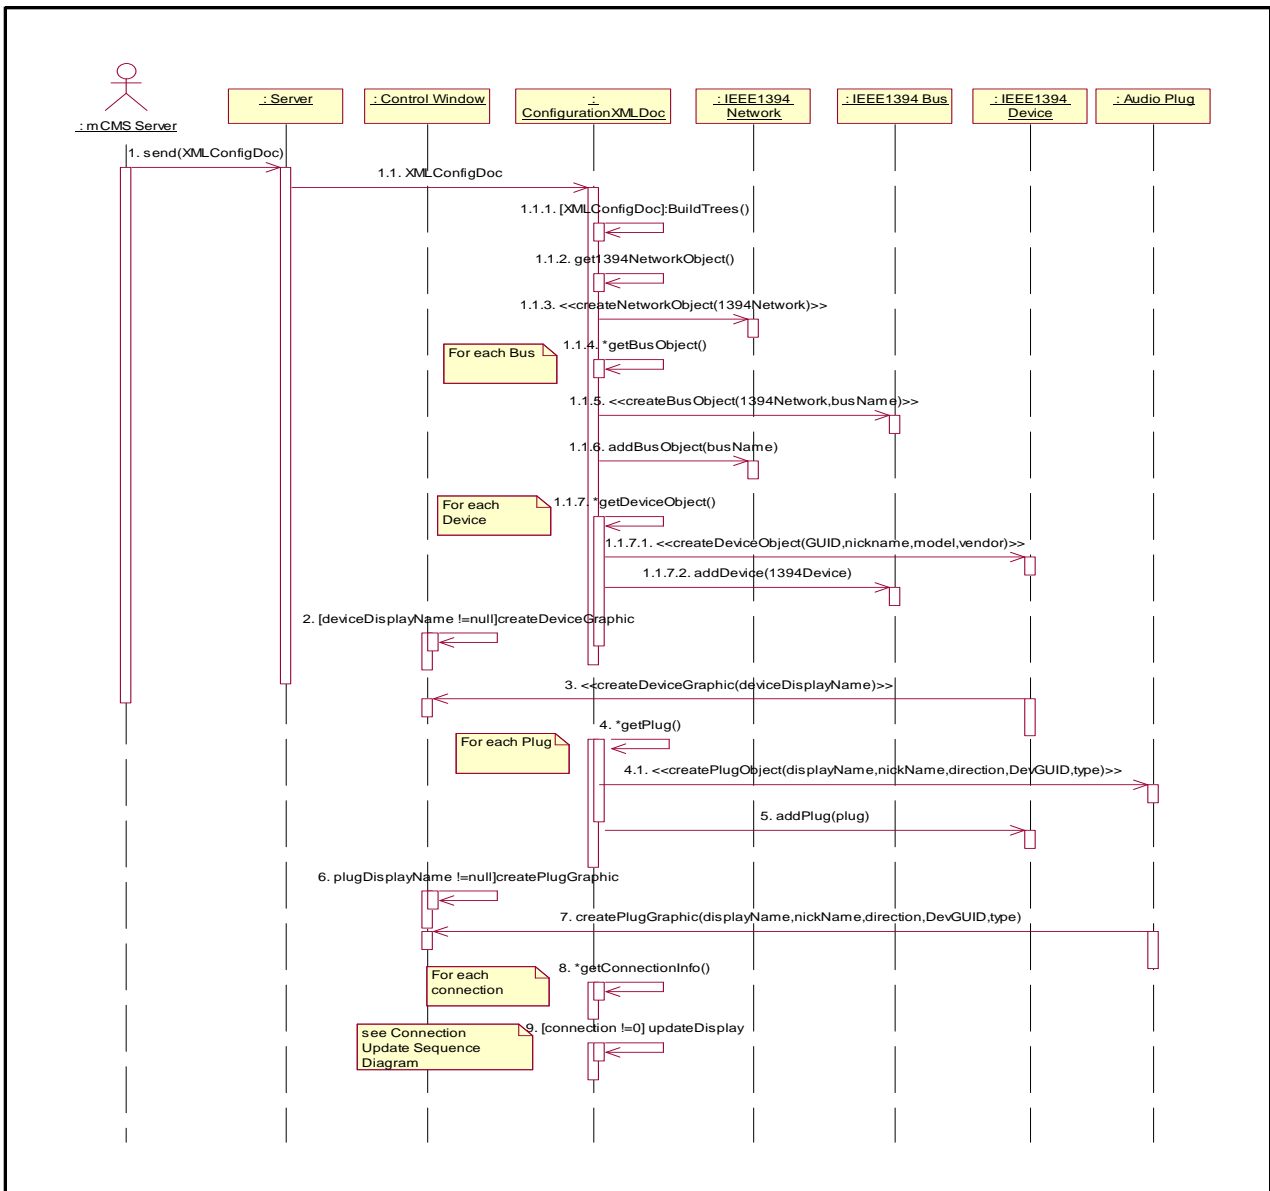 : mCMS Server
: Server
: Control Window
:
ConfigurationXMLDoc
: IEEE1394
Network
: IEEE1394 Bus
: IEEE1394
Device
: Audio Plug
1. send(XMLConfigDoc)
1.1. XMLConfigDoc
1.1.1. [XMLConfigDoc]:BuildTrees()
1.1.2. get1394NetworkObject()
1.1.3. <<createNetworkObject(1394Network)>>
For each Bus
1.1.4. *getBusObject()
1.1.5. <<createBusObject(1394Network,busName)>>
1.1.6. addBusObject(busName)
For each
Device
1.1.7. *getDeviceObject()
1.1.7.1. <<createDeviceObject(GUID,nickname,model,vendor)>>
1.1.7.2. addDevice(1394Device)
2. [deviceDisplayName !=null]createDeviceGraphic
3. <<createDeviceGraphic(deviceDisplayName)>>
For each Plug
4. *getPlug()
4.1. <<createPlugObject(displayName,nickName,direction,DevGUID,type)>>
5. addPlug(plug)
6. plugDisplayName !=null]createPlugGraphic
7. createPlugGraphic(displayName,nickName,direction,DevGUID,type)
For each
connection
8. *getConnectionInfo()
see Connection
Update Sequence
Diagram
9. [connection !=0] updateDisplay